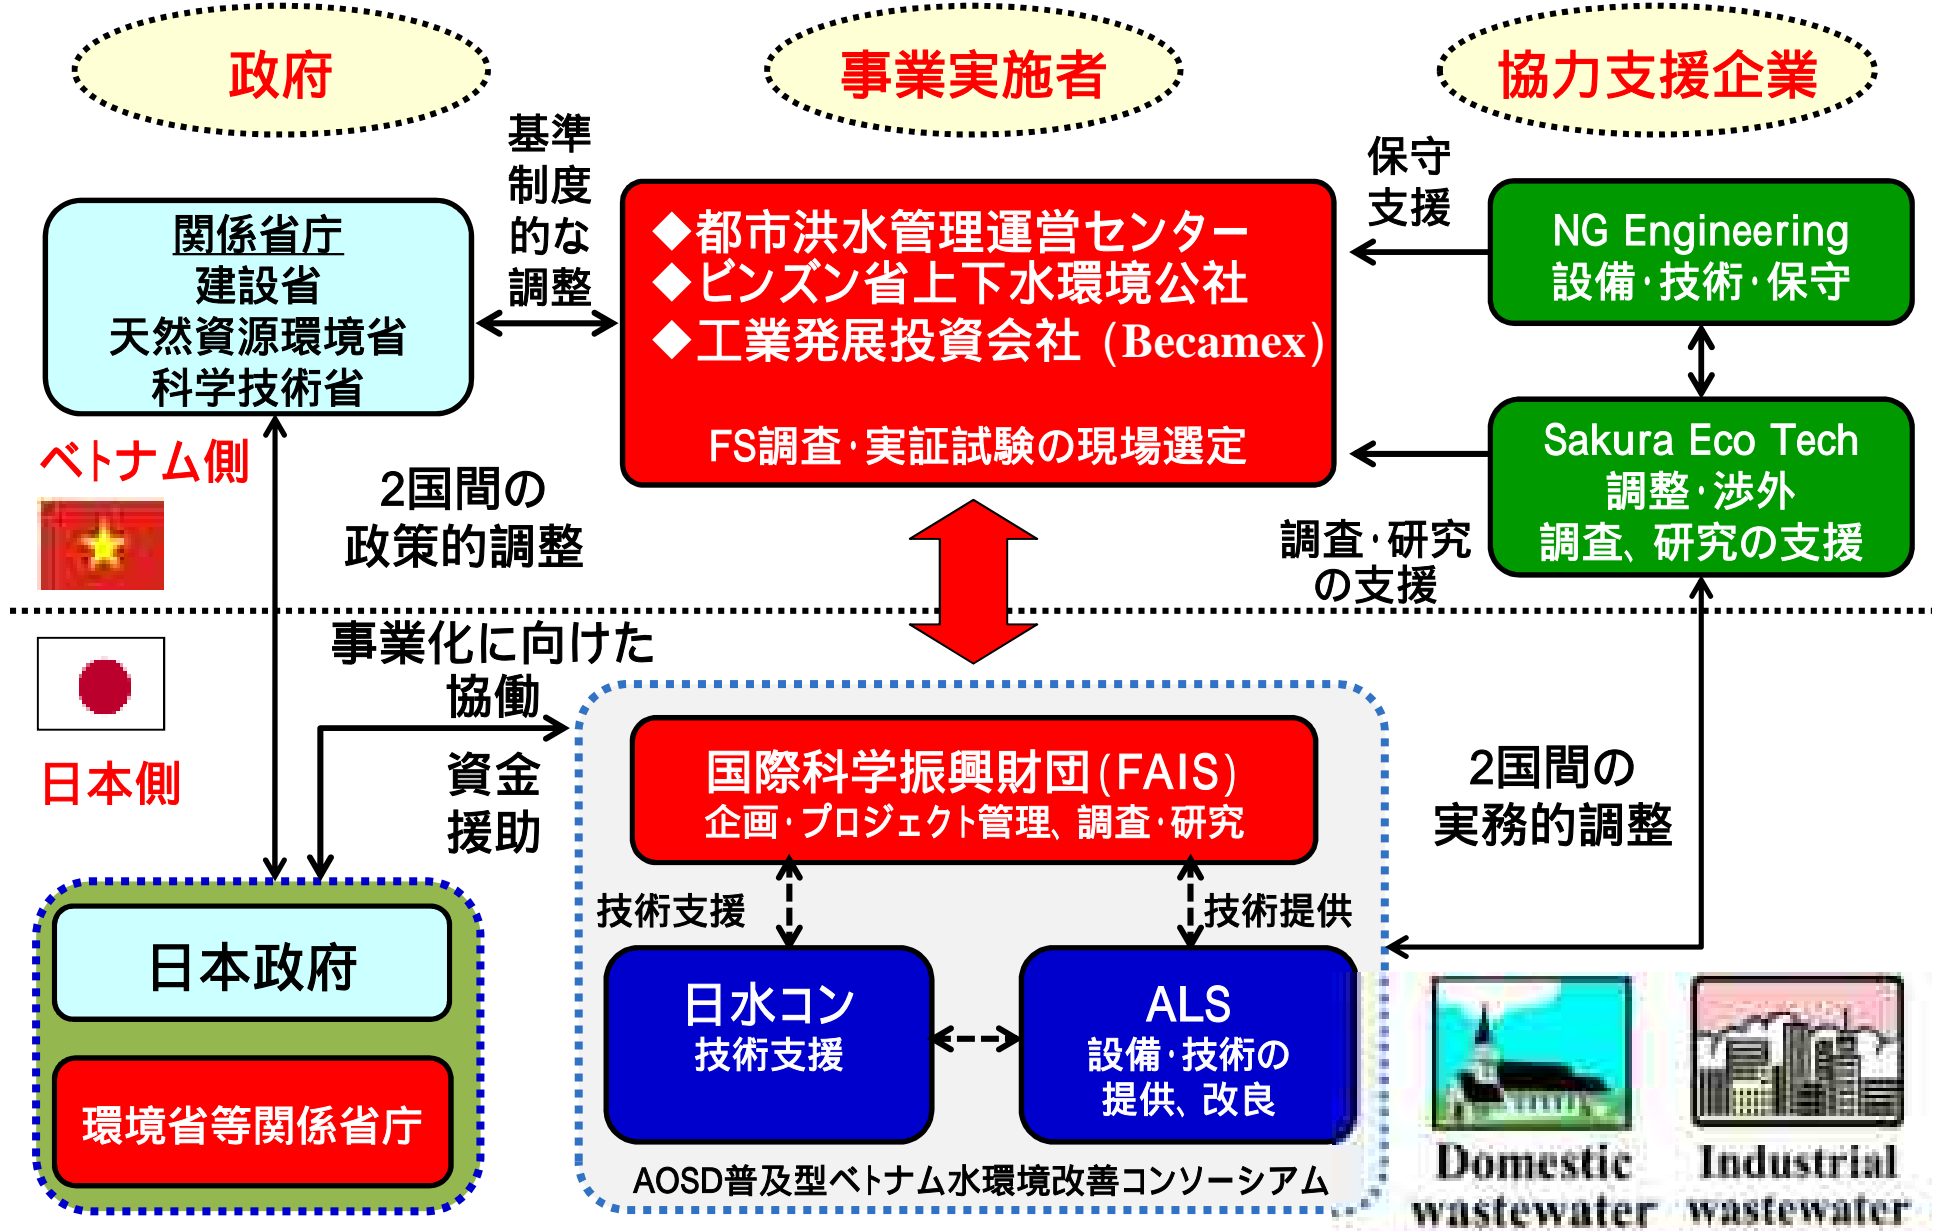 政府
事業実施者
協力支援企業
基準
制度
的な
調整
保守
支援
関係省庁
建設省
天然資源環境省
科学技術省
◆都市洪水管理運営センター
◆ビンズン省上下水環境公社
◆工業発展投資会社（Becamex）
FS調査・実証試験の現場選定
NG Engineering
設備・技術・保守
Sakura Eco Tech
調整・渉外
調査、研究の支援
ベトナム側
2国間の
政策的調整
調査・研究
の支援
日本側
事業化に向けた
協働
資金
援助
国際科学振興財団(FAIS)
企画・プロジェクト管理、調査・研究
2国間の
実務的調整
技術支援
技術提供
日本政府
環境省等関係省庁
日水コン
技術支援
ALS
設備・技術の
提供、改良
AOSD普及型ベトナム水環境改善コンソーシアム
Domestic
wastewater
Industrial
wastewater